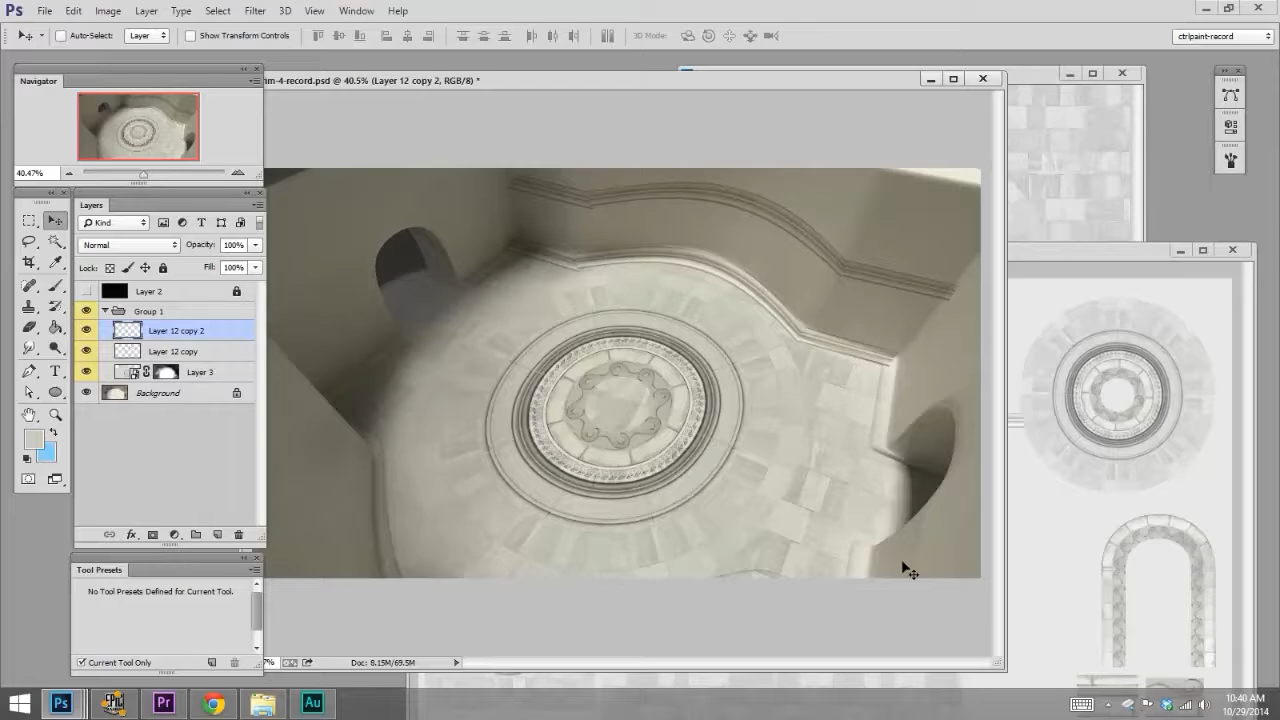 Ps File Edit Image Layer Type Select Filter 3D View Window Help
Auto-Select: Layer Show Transform Controls 3D Mode: ctrlpaint-record
Navigator
-record.psd @ 40.5% (Layer 12 copy 2, RGB/8) *
40.47%
Layers
Kind
Normal Opacity: 100%
Lock: Fill: 100%
Layer 2
Group 1
Layer 12 copy 2
Layer 12 copy
Layer 3
Background
fx
Tool Presets
No Tool Presets Defined for Current Tool.
Current Tool Only
Doc: 8.15M/69.5M
Ps Pr Au
10:40 AM
10/29/2014